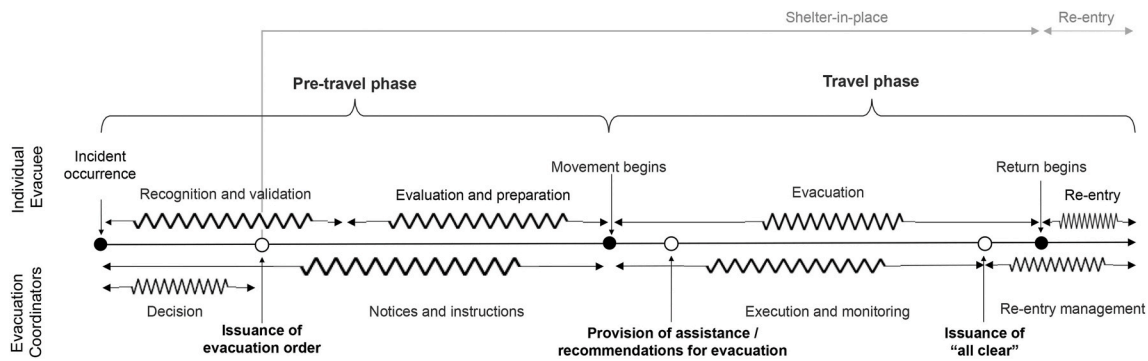 Shelter-in-place
Re-entry
Pre-travel phase
Travel phase
Individual
Evacuee
Incident
occurrence
Movement begins
Return begins
Recognition and validation
Evaluation and preparation
Evacuation
Re-entry
Evacuation
Coordinators
Decision
Notices and instructions
Execution and monitoring
Re-entry management
Issuance of
evacuation order
Provision of assistance /
recommendations for evacuation
Issuance of
“all clear”